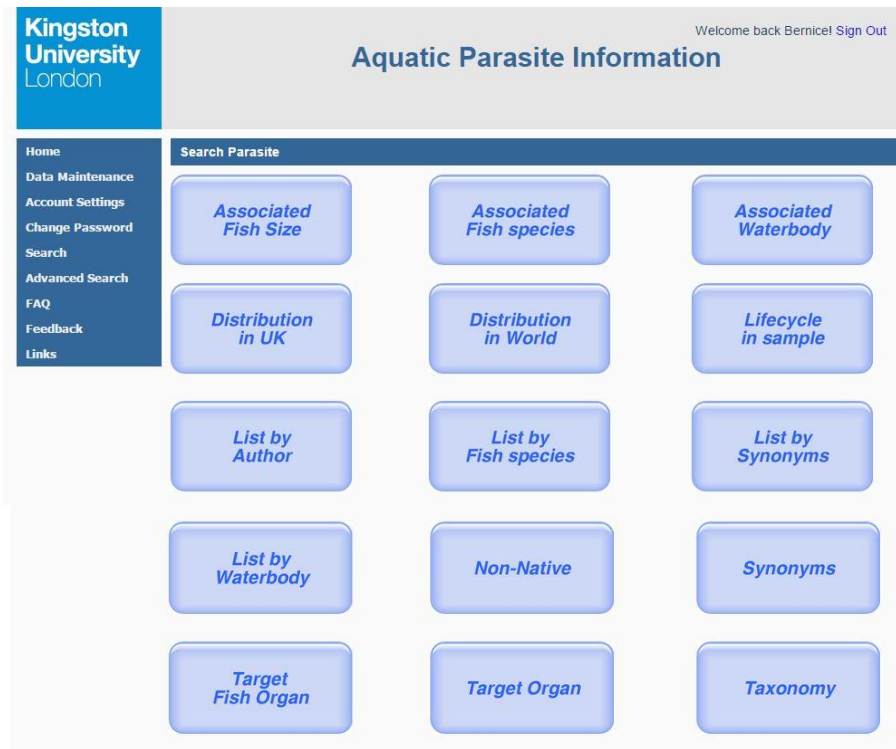 Kingston
University
London
Welcome back Bernice! Sign Out
Aquatic Parasite Information
Home
Data Maintenance
Account Settings
Change Password
Search
Advanced Search
FAQ
Feedback
Links
Search Parasite
Associated
Fish Size
Associated
Fish species
Associated
Waterbody
Distribution
in UK
Distribution
in World
Lifecycle
in sample
List by
Author
List by
Fish species
List by
Synonyms
List by
Waterbody
Non-Native
Synonyms
Target
Fish Organ
Target Organ
Taxonomy